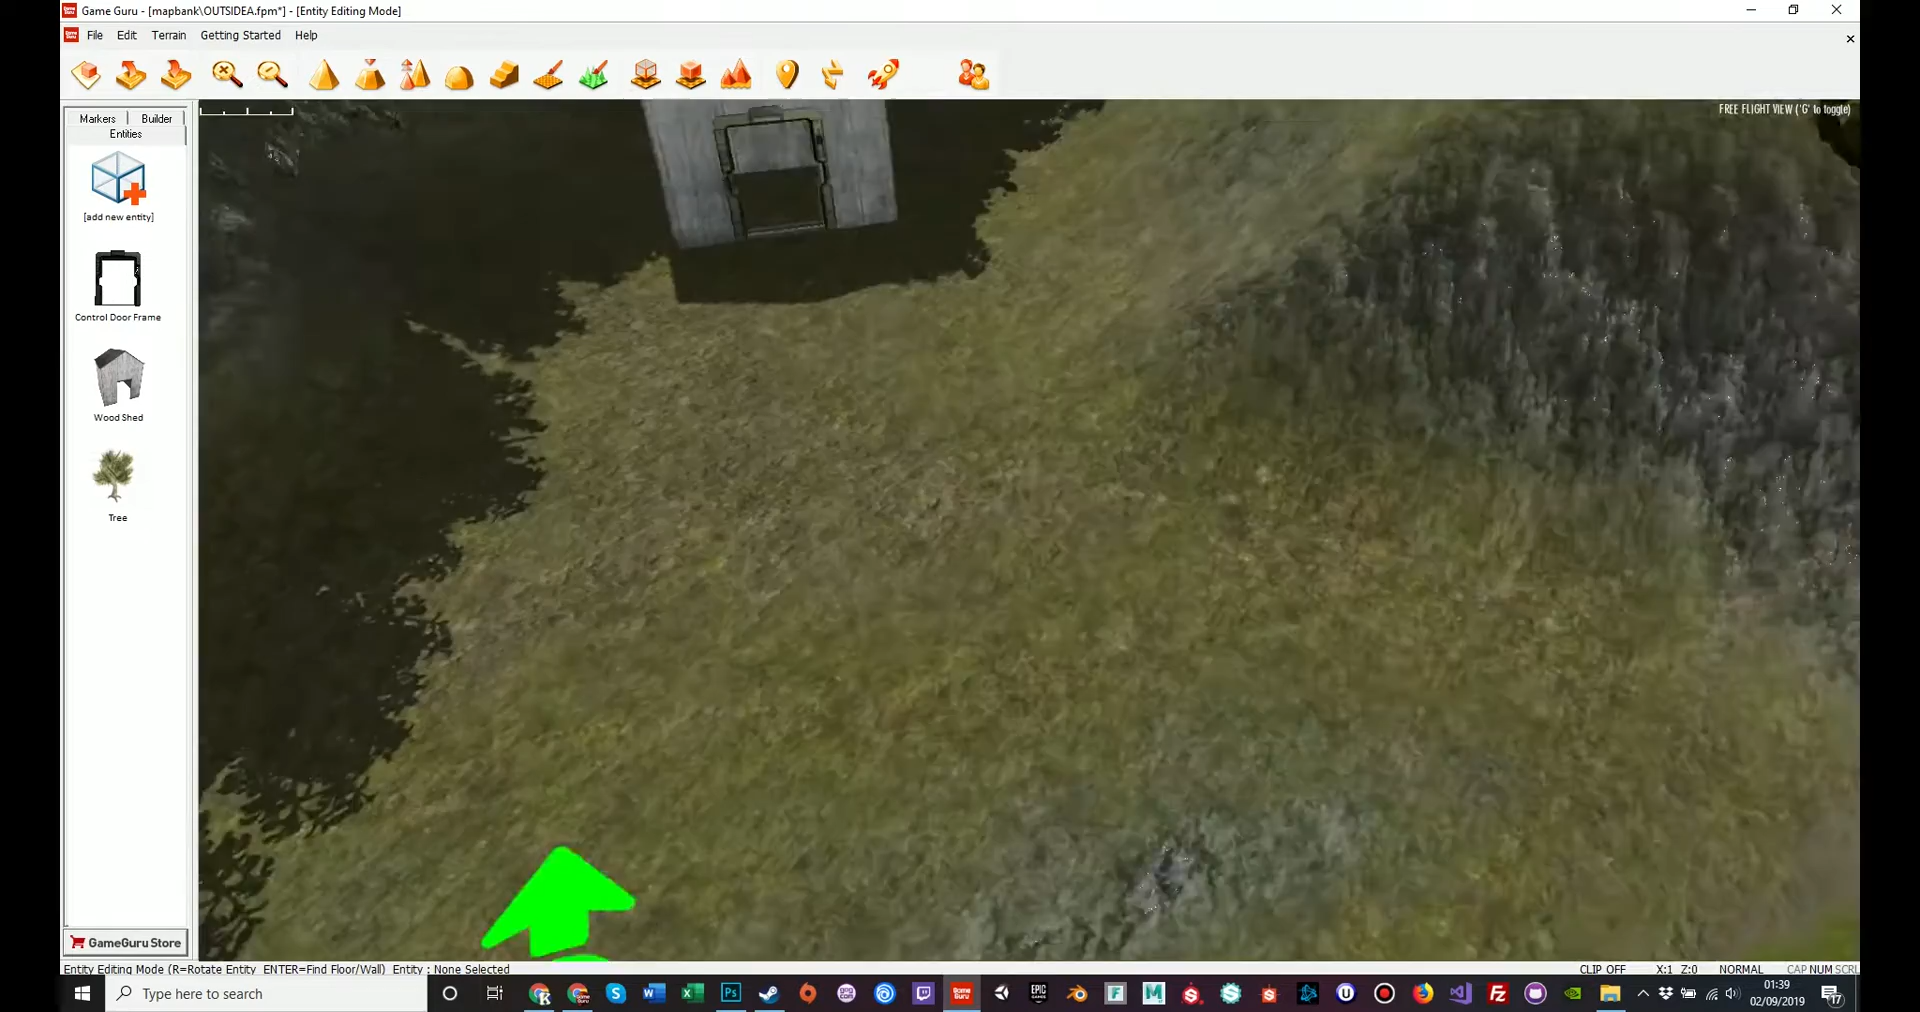 Game Guru - [mapbank\OUTSIDEA.fpm*] - [Entity Editing Mode]
File Edit Terrain Getting Started Help
Markers Builder
Entities
FREE FLIGHT VIEW ('G' to toggle)
[add new entity]
Control Door Frame
Wood Shed
Tree
GameGuru Store
Entity Editing Mode (R=Rotate Entity ENTER=Find Floor/Wall) Entity : None Selected
CLIP OFF X:1 Z:0 NORMAL CAP NUM SCRL
Type here to search
01:39
02/09/2019
17